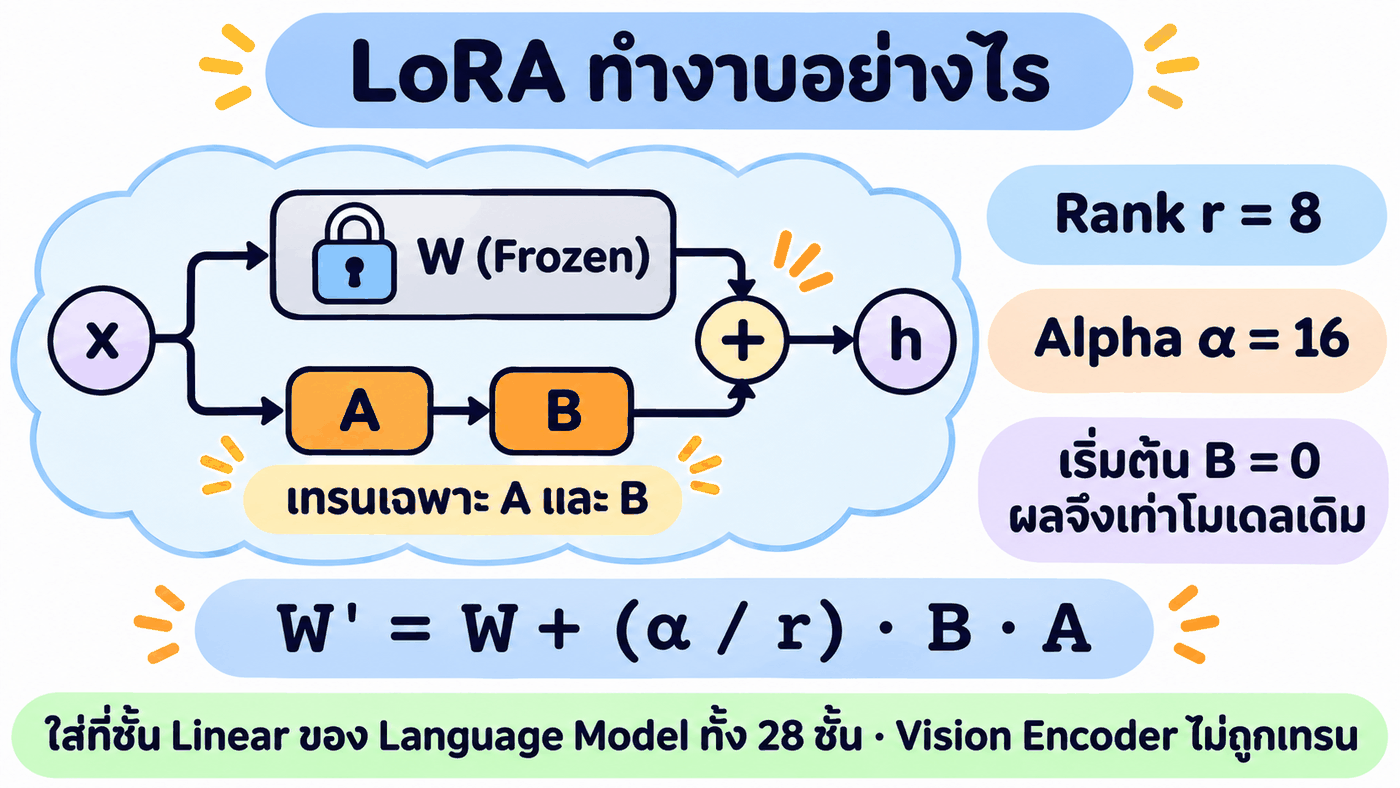 LoRA ทำงานอย่างไร
x
W (Frozen)
+
h
A
B
เทรนเฉพาะ A และ B
Rank r = 8
Alpha α = 16
เริ่มต้น B = 0
ผลจึงเท่าโมเดลเดิม
W' = W + (α / r) · B · A
ใส่ที่ชั้น Linear ของ Language Model ทั้ง 28 ชั้น · Vision Encoder ไม่ถูกเทรน